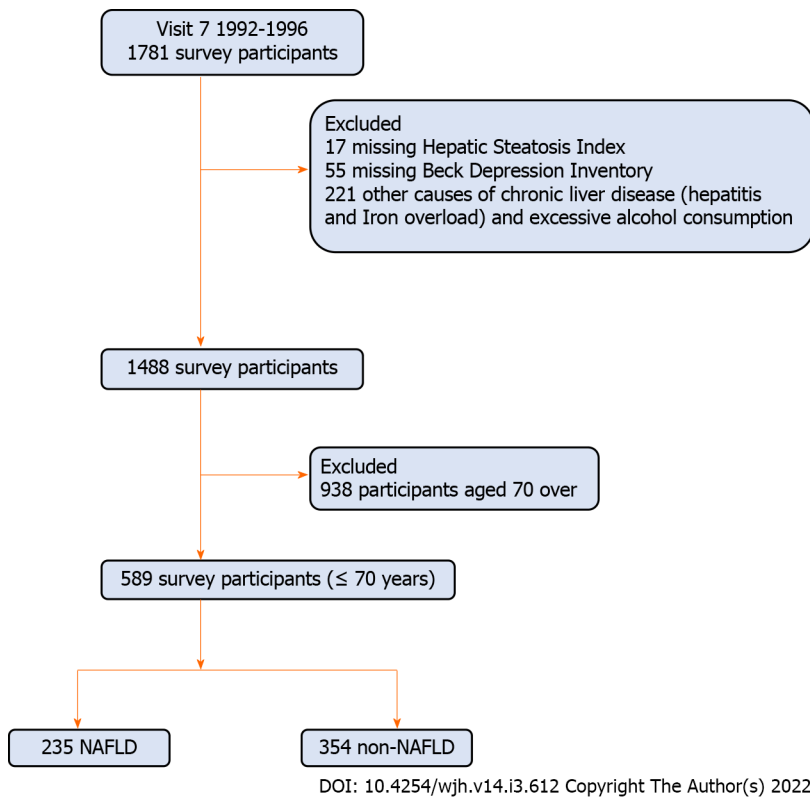 Visit 7 1992-1996
1781 survey participants
Excluded
17 missing Hepatic Steatosis Index
55 missing Beck Depression Inventory
221 other causes of chronic liver disease (hepatitis
and Iron overload) and excessive alcohol consumption
1488 survey participants
Excluded
938 participants aged 70 over
589 survey participants (≤ 70 years)
235 NAFLD
354 non-NAFLD
DOI: 10.4254/wjh.v14.i3.612 Copyright The Author(s) 2022